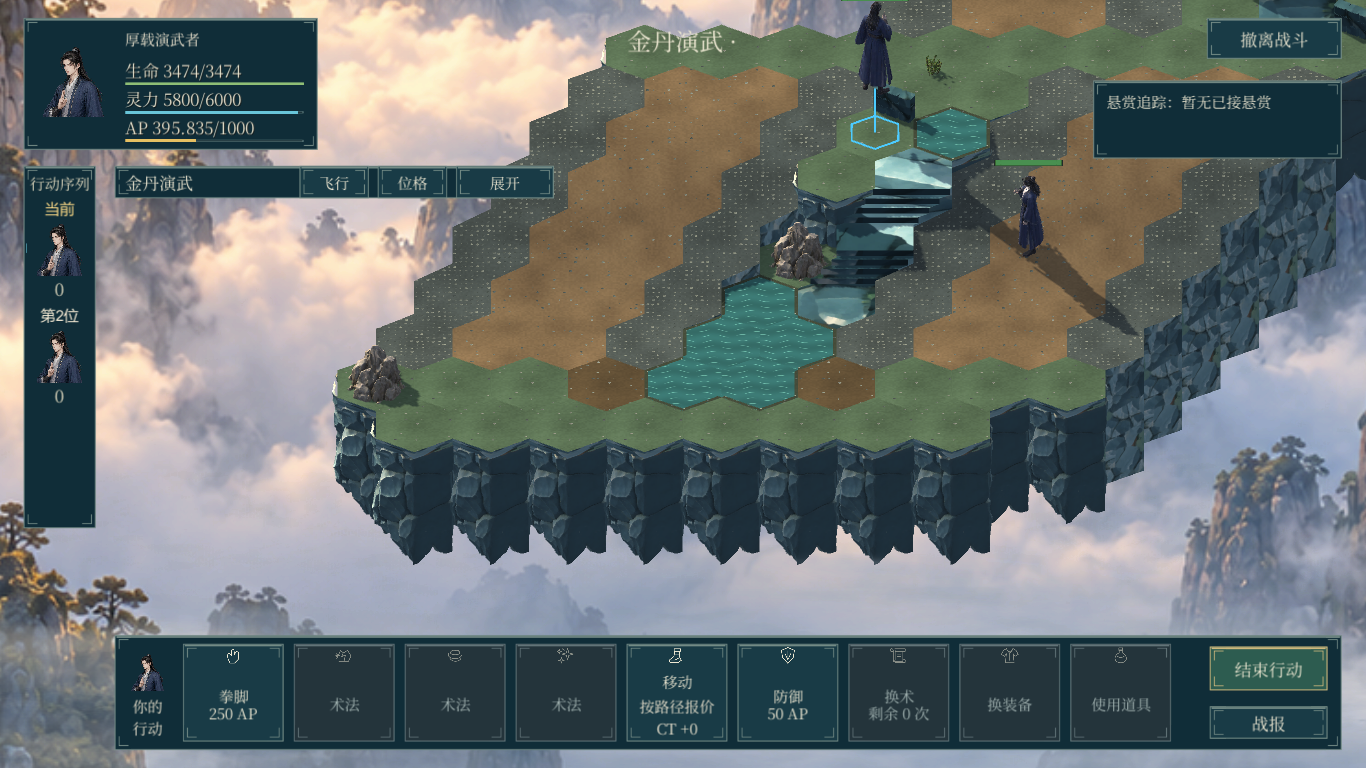 厚载演武者
生命 3474/3474
灵力 5800/6000
AP 395.835/1000
金丹演武 ·
撤离战斗
悬赏追踪：暂无已接悬赏
行动序列
当前
0
第2位
0
金丹演武
飞行
位格
展开
你的
行动
拳脚
250 AP
术法
术法
术法
移动
按路径报价
CT +0
防御
50 AP
换术
剩余 0 次
换装备
使用道具
结束行动
战报